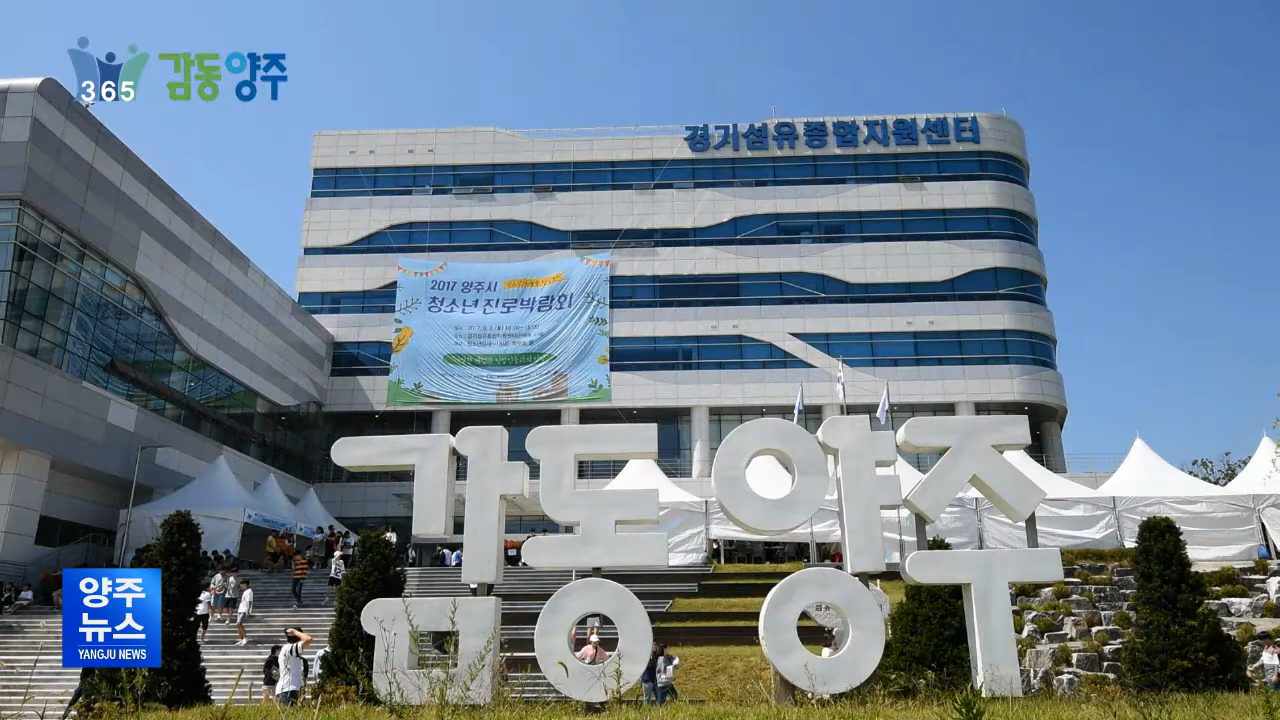 365 감동양주
경기섬유종합지원센터
2017 양주시
청소년 진로박람회
감동양주
양주
뉴스
YANGJU NEWS